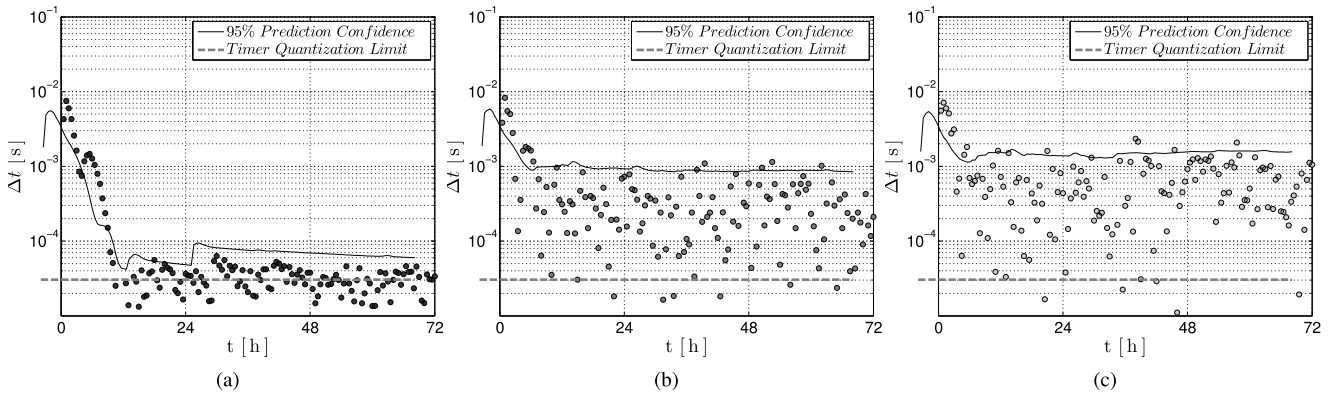 10⁻¹
10⁻²
10⁻³
10⁻⁴
Δt [s]
95% Prediction Confidence
Timer Quantization Limit
0 24 48 72
t [h]
(a)
10⁻¹
10⁻²
10⁻³
10⁻⁴
Δt [s]
95% Prediction Confidence
Timer Quantization Limit
0 24 48 72
t [h]
(b)
10⁻¹
10⁻²
10⁻³
10⁻⁴
Δt [s]
95% Prediction Confidence
Timer Quantization Limit
0 24 48 72
t [h]
(c)